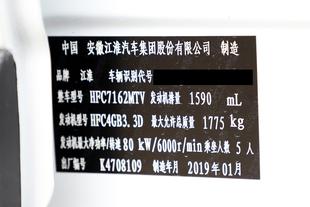 中国 安徽江淮汽车集团股份有限公司 制造
品牌 江淮 车辆识别代号
整车型号 HFC7162MTV 发动机排量 1590 mL
发动机型号 HFC4GB3.3D 最大允许总质量 1775 kg
发动机最大净功率/转速 80 kW/6000r/min 乘坐人数 5 人
出厂编号 K4708109 制造年月 2019年01月